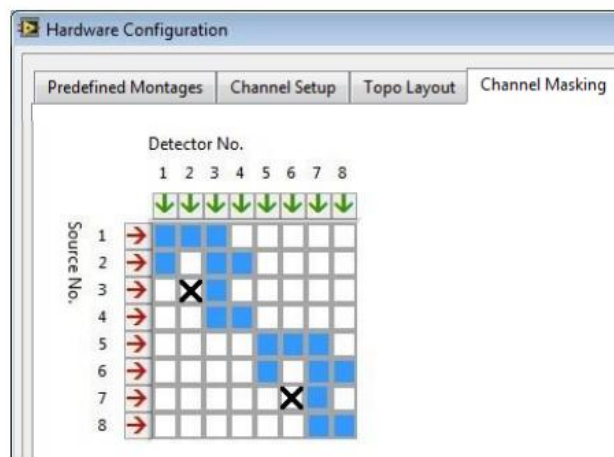 Hardware Configuration
Predefined Montages Channel Setup Topo Layout Channel Masking
Detector No.
1 2 3 4 5 6 7 8
Source No.
1
2
3
4
5
6
7
8